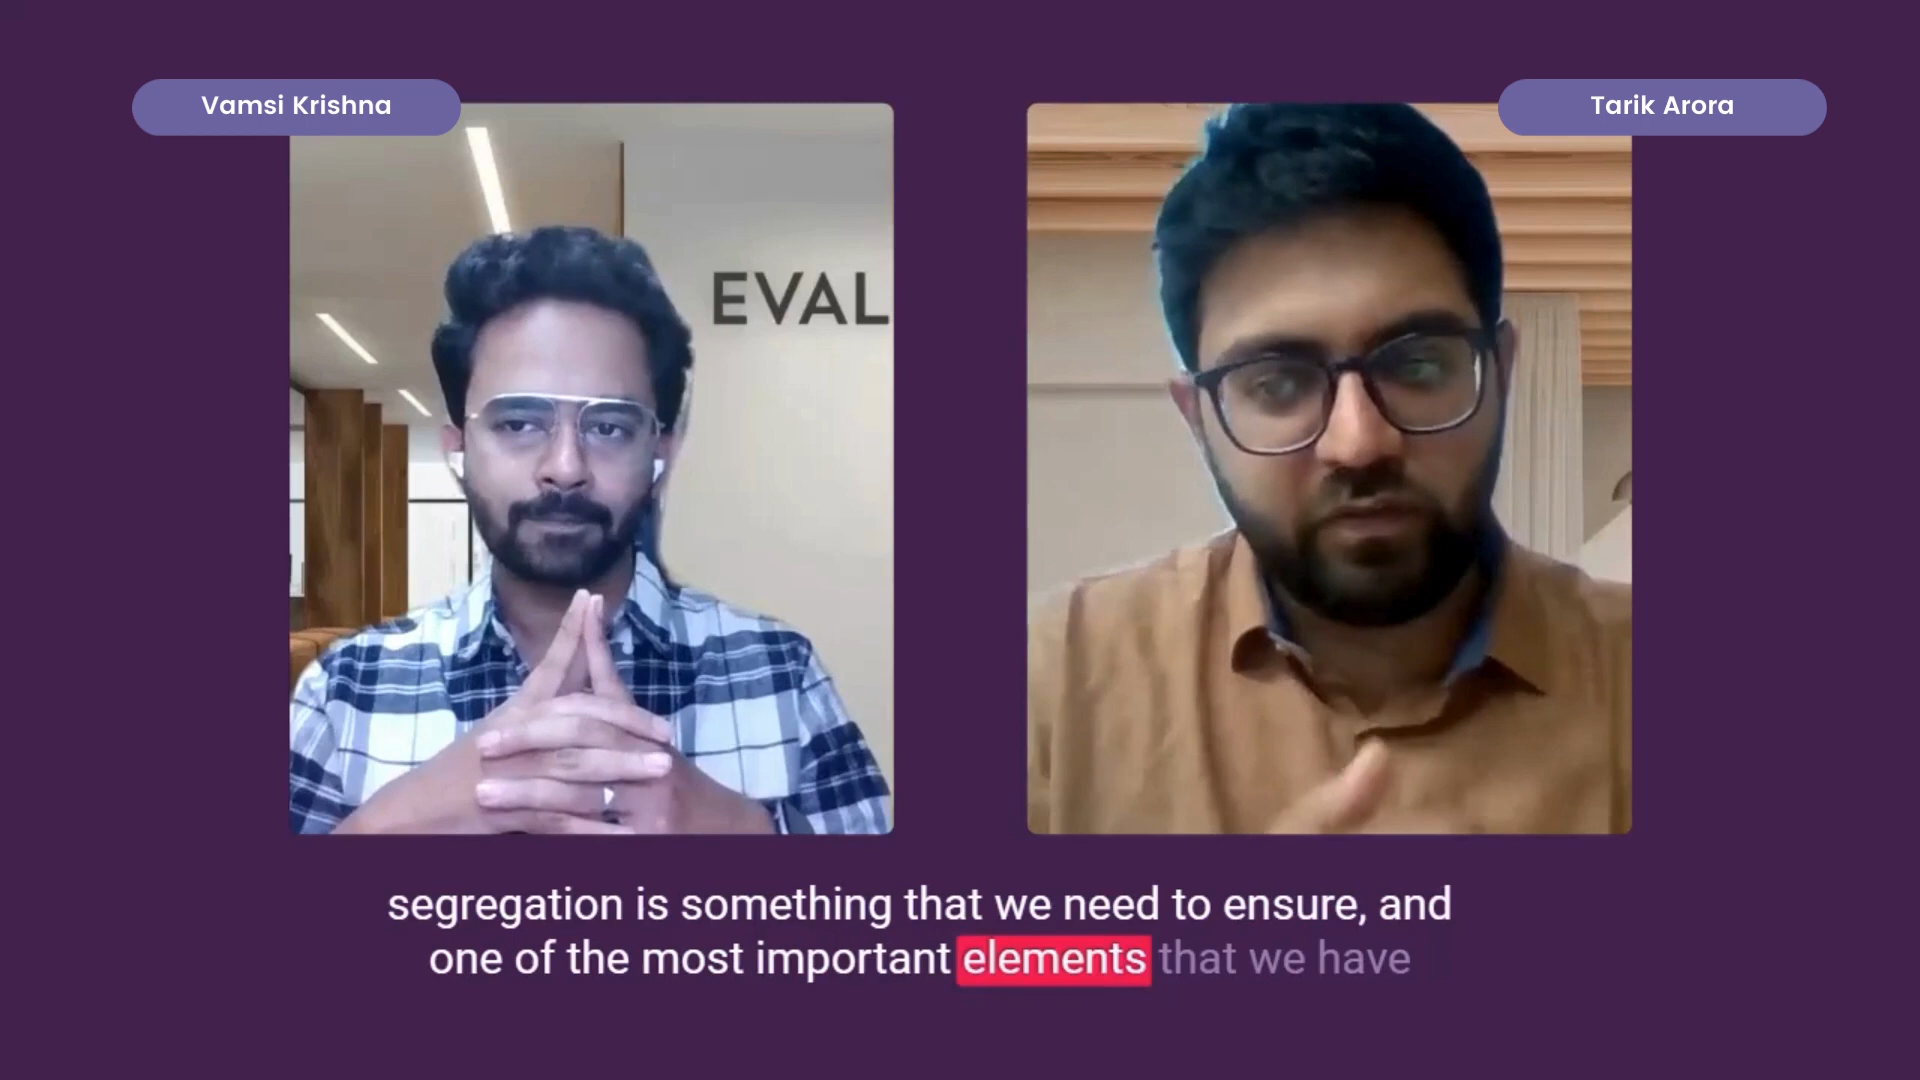 Vamsi Krishna
Tarik Arora
EVAL
segregation is something that we need to ensure, and
one of the most important elements that we have